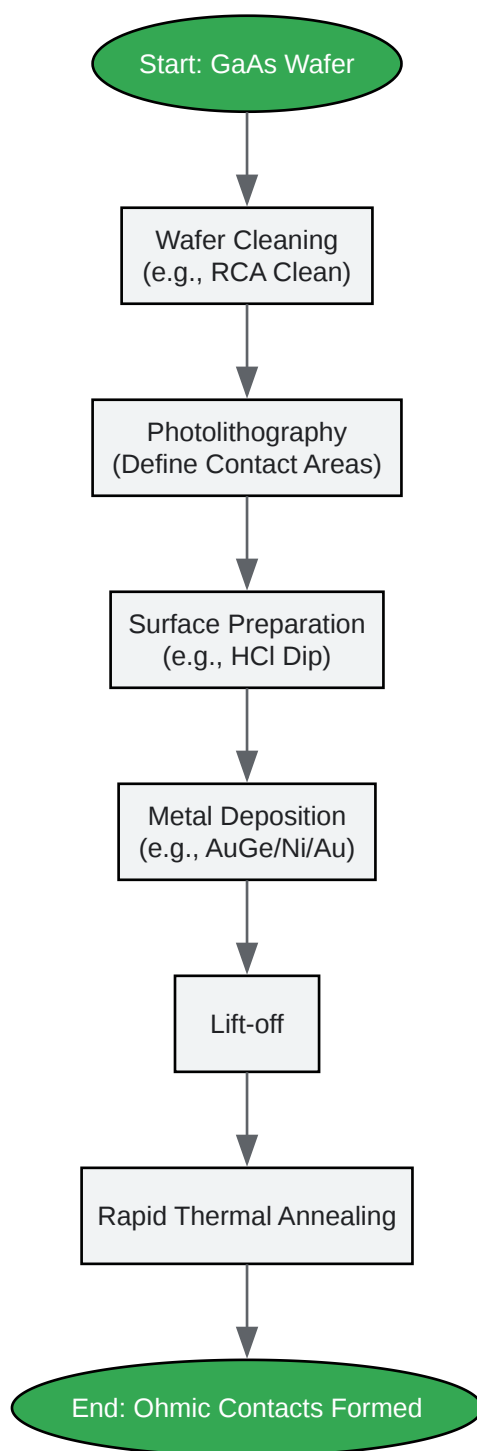 Start: GaAs Wafer
Wafer Cleaning
(e.g., RCA Clean)
Photolithography
(Define Contact Areas)
Surface Preparation
(e.g., HCl Dip)
Metal Deposition
(e.g., AuGe/Ni/Au)
Lift-off
Rapid Thermal Annealing
End: Ohmic Contacts Formed